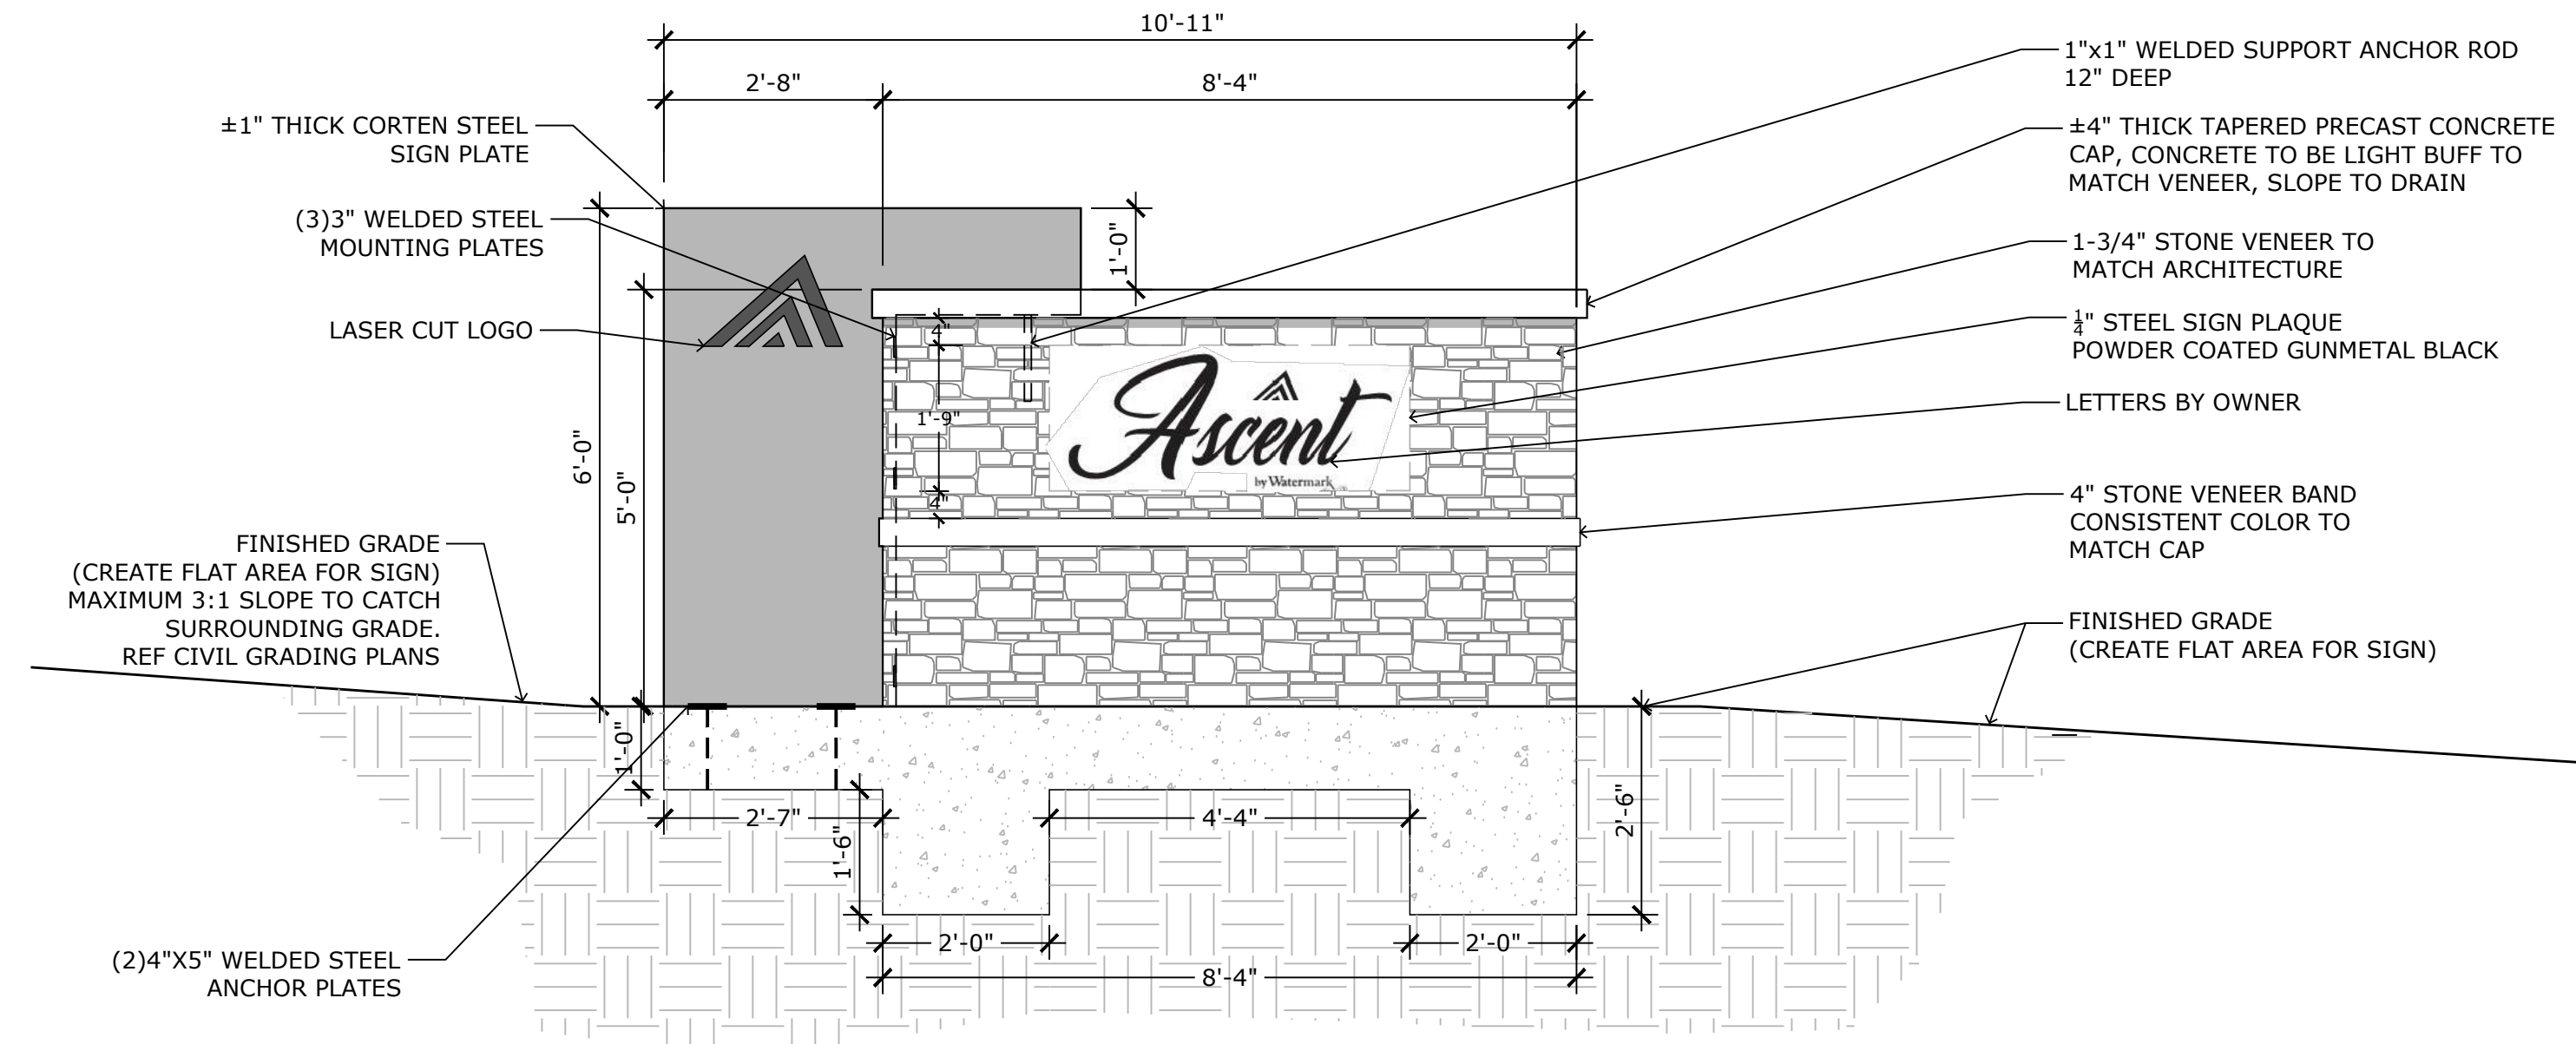 10'-11"
2'-8"
8'-4"
1"x1" WELDED SUPPORT ANCHOR ROD
12" DEEP
±1" THICK CORTEN STEEL
SIGN PLATE
±4" THICK TAPERED PRECAST CONCRETE
CAP, CONCRETE TO BE LIGHT BUFF TO
MATCH VENEER, SLOPE TO DRAIN
(3)3" WELDED STEEL
MOUNTING PLATES
1'-0"
1-3/4" STONE VENEER TO
MATCH ARCHITECTURE
LASER CUT LOGO
4"
1/4" STEEL SIGN PLAQUE
POWDER COATED GUNMETAL BLACK
LETTERS BY OWNER
1'-9"
Ascent
by Watermark
6'-0"
5'-0"
4"
4" STONE VENEER BAND
CONSISTENT COLOR TO
MATCH CAP
FINISHED GRADE
(CREATE FLAT AREA FOR SIGN)
MAXIMUM 3:1 SLOPE TO CATCH
SURROUNDING GRADE.
REF CIVIL GRADING PLANS
FINISHED GRADE
(CREATE FLAT AREA FOR SIGN)
1'-0"
2'-7"
4'-4"
2'-6"
1'-6"
2'-0"
2'-0"
8'-4"
(2)4"X5" WELDED STEEL
ANCHOR PLATES